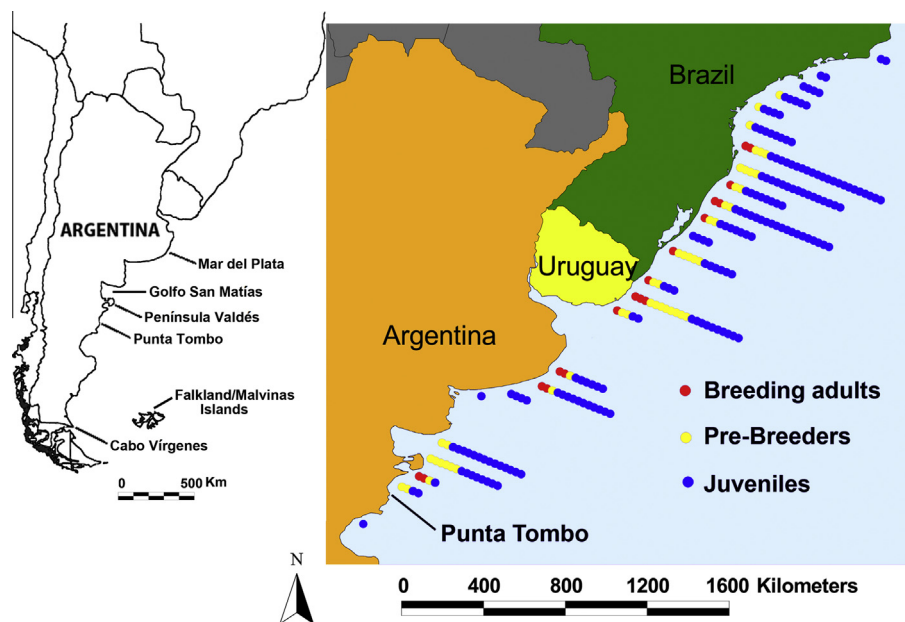 ARGENTINA
Mar del Plata
Golfo San Matías
Península Valdés
Punta Tombo
Falkland/Malvinas
Islands
Cabo Vírgenes
0 500 Km
N
Brazil
Uruguay
Argentina
Breeding adults
Pre-Breeders
Juveniles
Punta Tombo
0 400 800 1200 1600 Kilometers